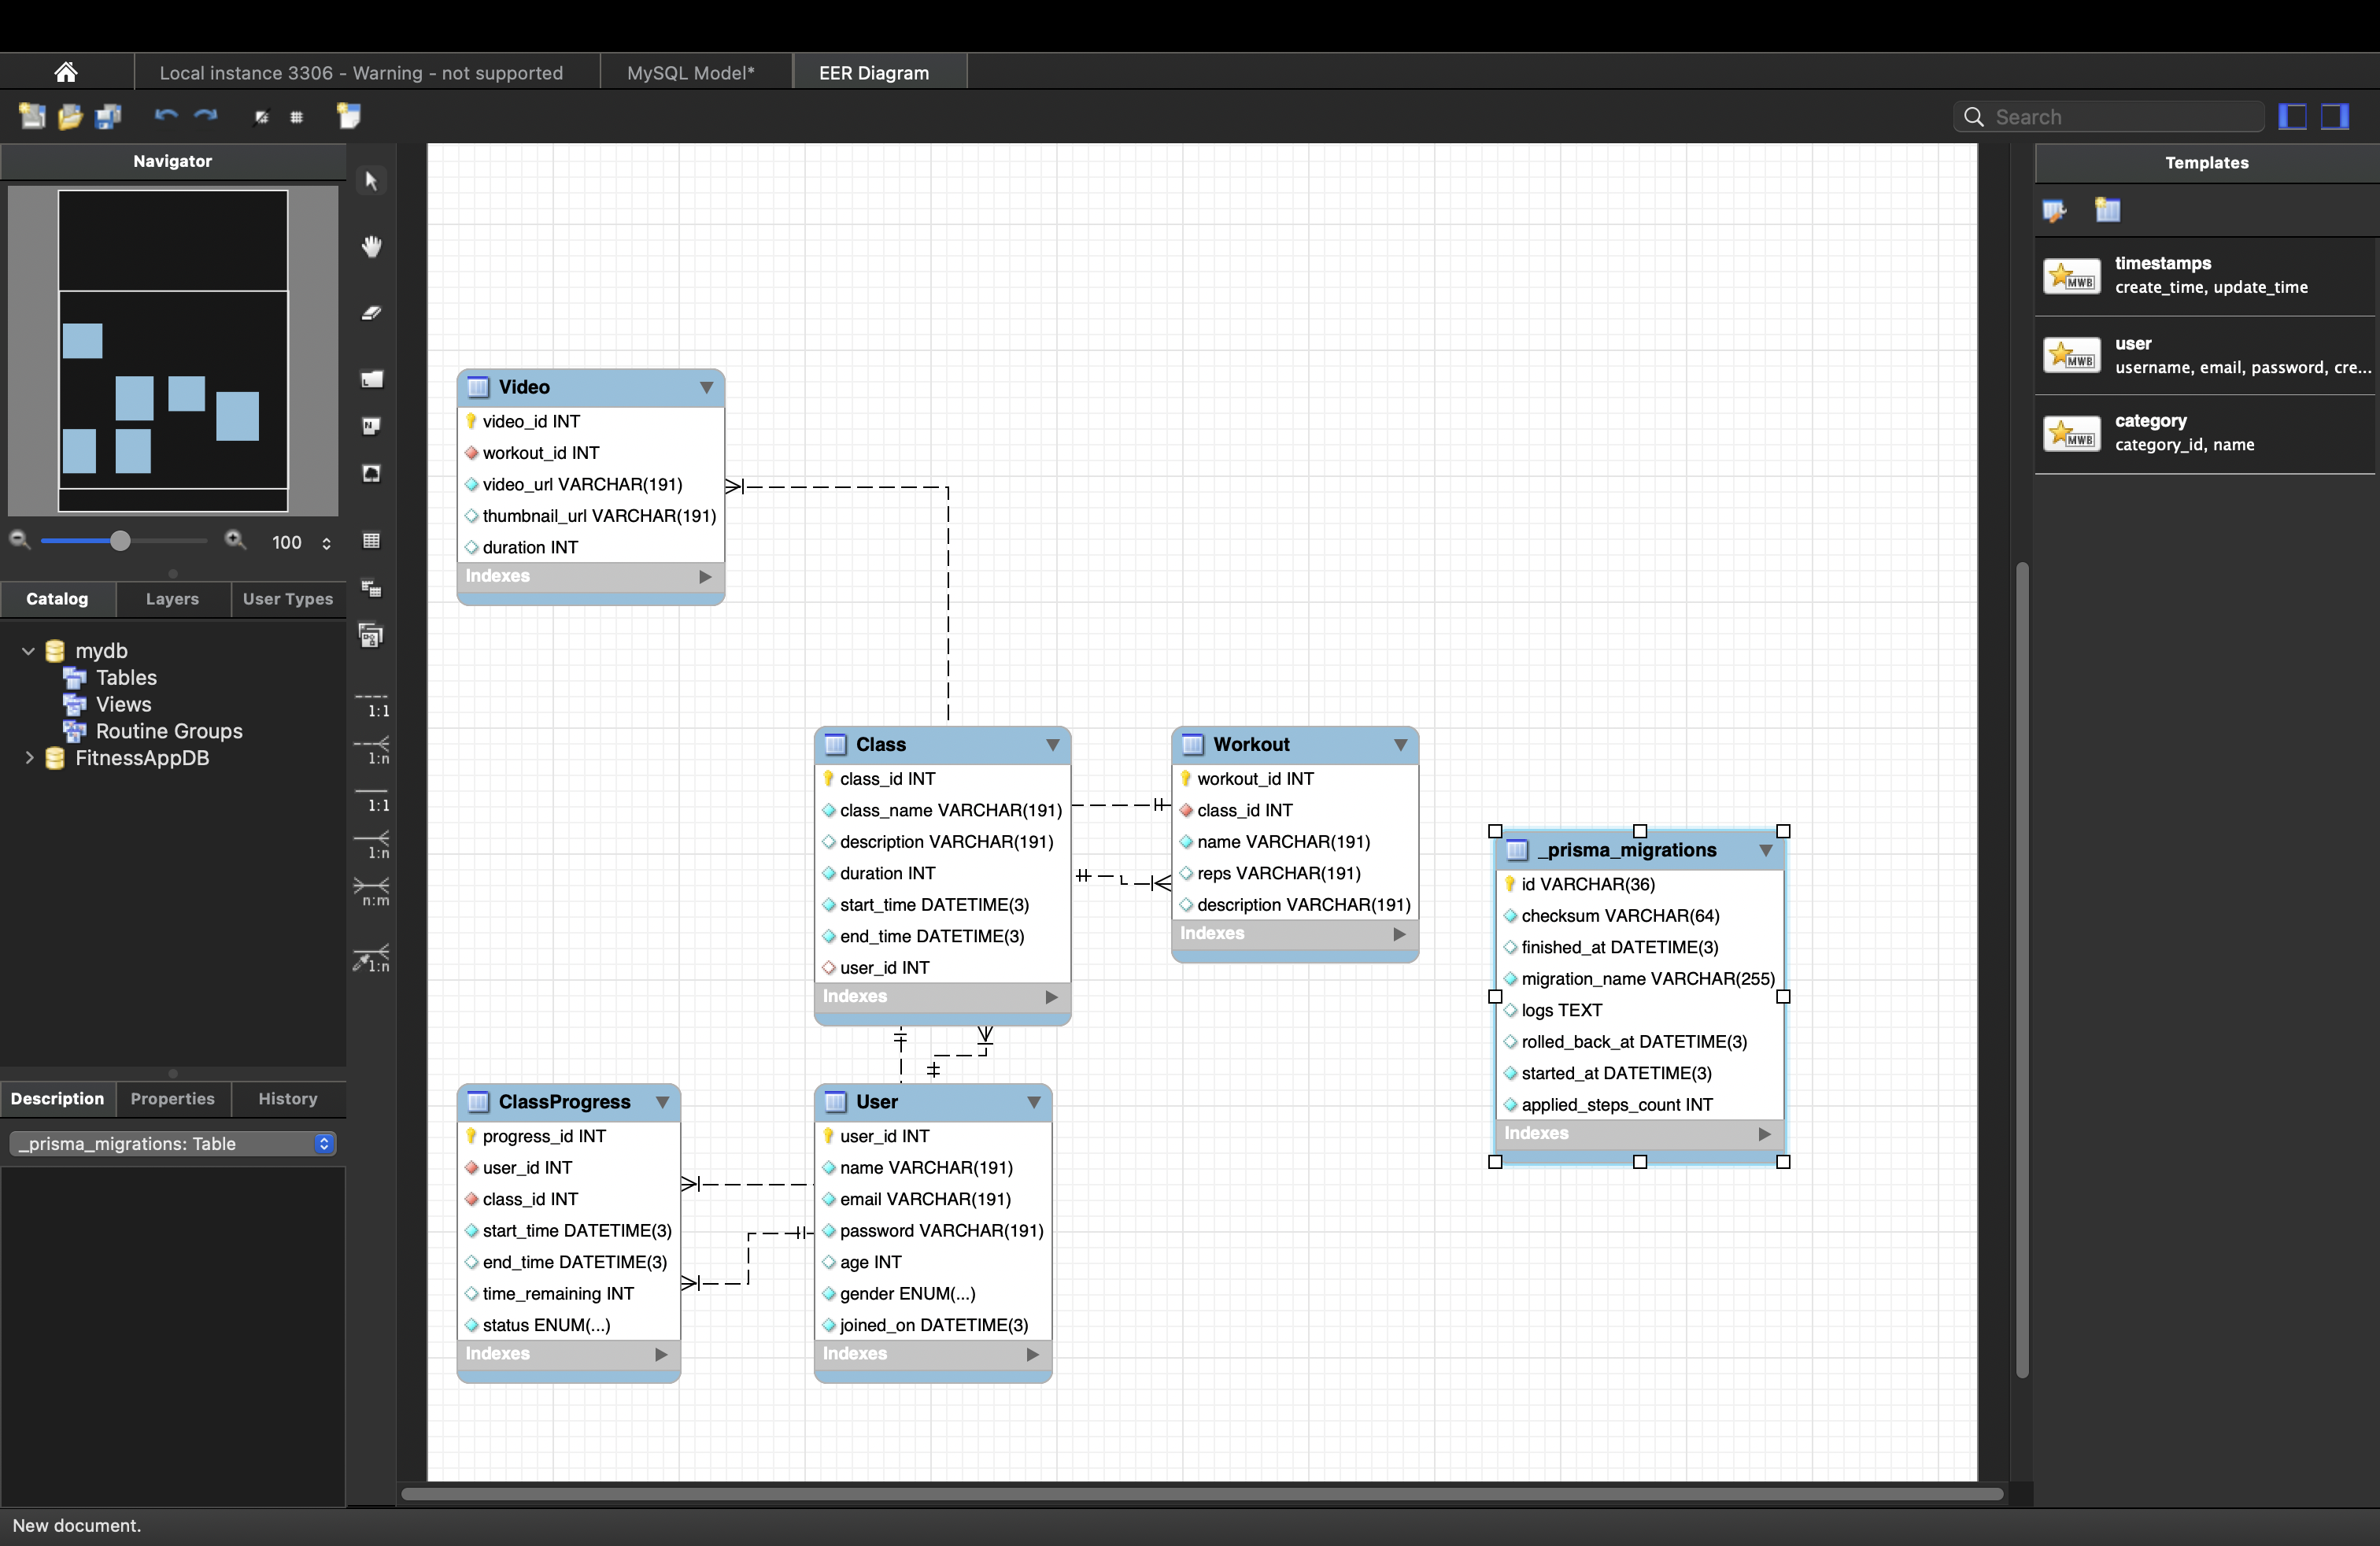 Local instance 3306 - Warning - not supported
MySQL Model*
EER Diagram
Search
Navigator
100
Catalog
Layers
User Types
mydb
Tables
Views
Routine Groups
FitnessAppDB
Description
Properties
History
_prisma_migrations: Table
1:1
1:n
1:1
1:n
n:m
1:n
Video
video_id INT
workout_id INT
video_url VARCHAR(191)
thumbnail_url VARCHAR(191)
duration INT
Indexes
Class
class_id INT
class_name VARCHAR(191)
description VARCHAR(191)
duration INT
start_time DATETIME(3)
end_time DATETIME(3)
user_id INT
Indexes
Workout
workout_id INT
class_id INT
name VARCHAR(191)
reps VARCHAR(191)
description VARCHAR(191)
Indexes
_prisma_migrations
id VARCHAR(36)
checksum VARCHAR(64)
finished_at DATETIME(3)
migration_name VARCHAR(255)
logs TEXT
rolled_back_at DATETIME(3)
started_at DATETIME(3)
applied_steps_count INT
Indexes
ClassProgress
progress_id INT
user_id INT
class_id INT
start_time DATETIME(3)
end_time DATETIME(3)
time_remaining INT
status ENUM(...)
Indexes
User
user_id INT
name VARCHAR(191)
email VARCHAR(191)
password VARCHAR(191)
age INT
gender ENUM(...)
joined_on DATETIME(3)
Indexes
Templates
MWB
timestamps
create_time, update_time
MWB
user
username, email, password, cre...
MWB
category
category_id, name
New document.